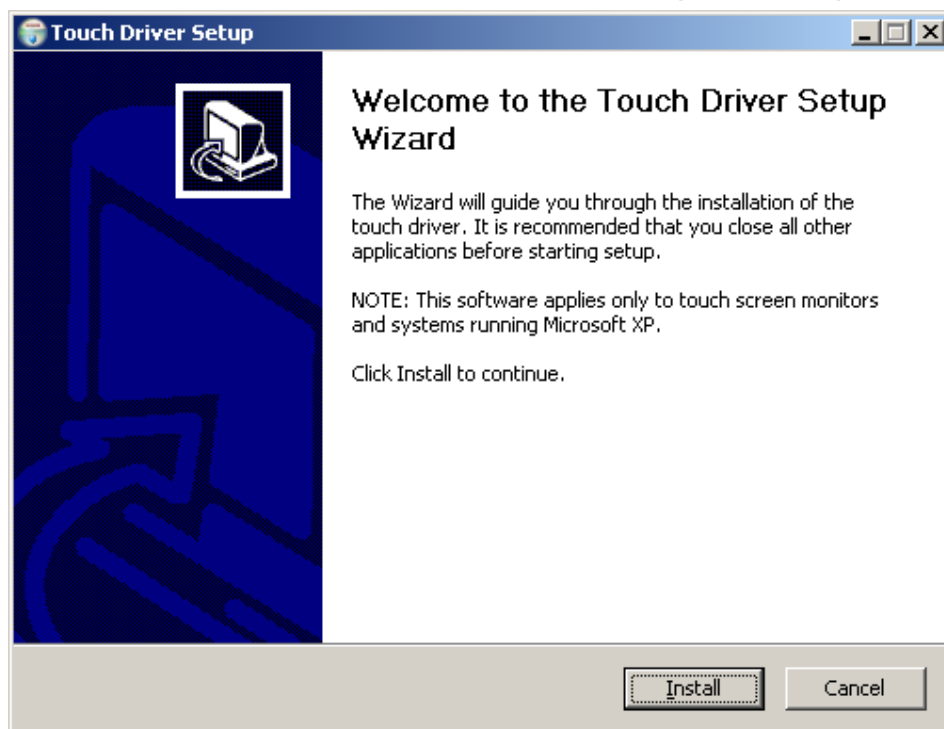 Touch Driver Setup
Welcome to the Touch Driver Setup
Wizard
The Wizard will guide you through the installation of the
touch driver. It is recommended that you close all other
applications before starting setup.
NOTE: This software applies only to touch screen monitors
and systems running Microsoft XP.
Click Install to continue.
Install
Cancel